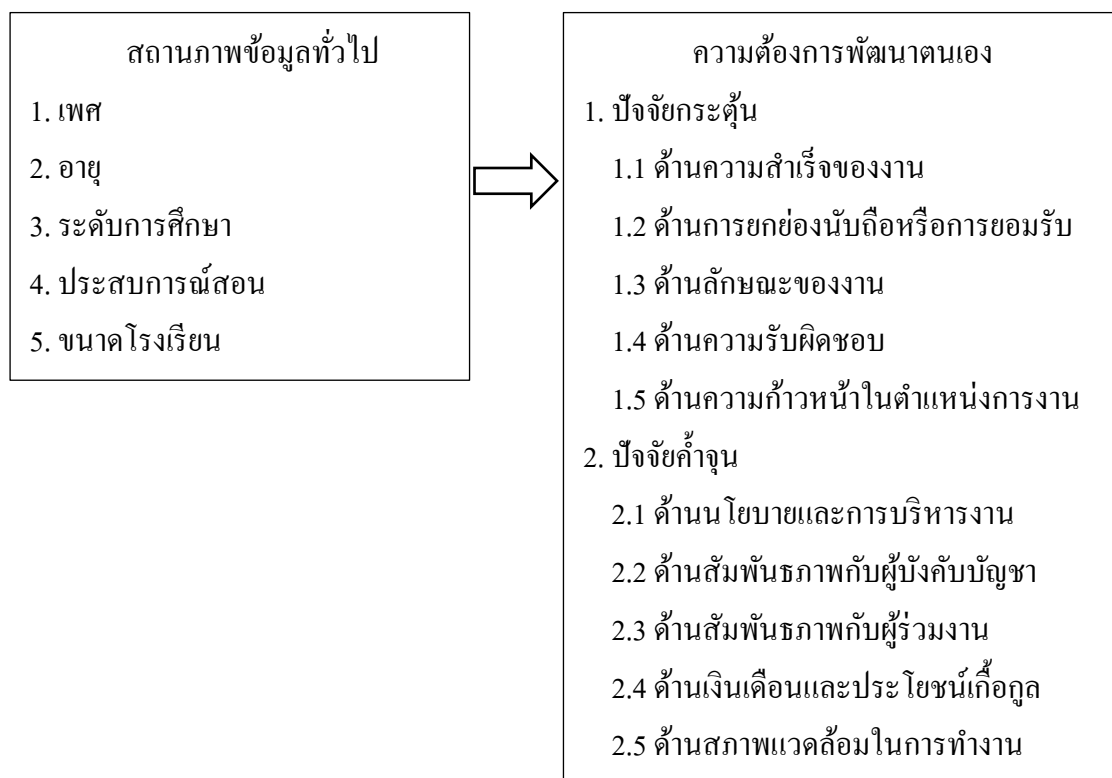 สถานภาพข้อมูลทั่วไป
1. เพศ
2. อายุ
3. ระดับการศึกษา
4. ประสบการณ์สอน
5. ขนาดโรงเรียน
ความต้องการพัฒนาตนเอง
1. ปัจจัยกระตุ้น
1.1 ด้านความสำเร็จของงาน
1.2 ด้านการยกย่องนับถือหรือการยอมรับ
1.3 ด้านลักษณะของงาน
1.4 ด้านความรับผิดชอบ
1.5 ด้านความก้าวหน้าในตำแหน่งการงาน
2. ปัจจัยค้ำจุน
2.1 ด้านนโยบายและการบริหารงาน
2.2 ด้านสัมพันธภาพกับผู้บังคับบัญชา
2.3 ด้านสัมพันธภาพกับผู้ร่วมงาน
2.4 ด้านเงินเดือนและประโยชน์เกื้อกูล
2.5 ด้านสภาพแวดล้อมในการทำงาน